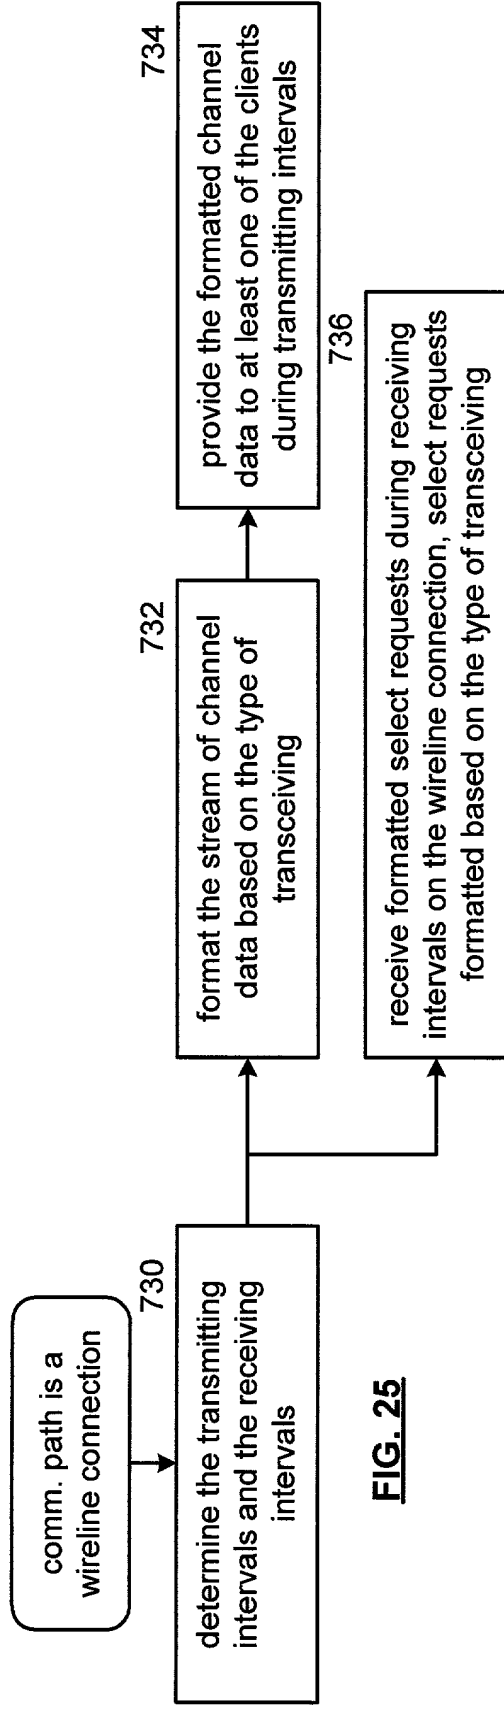 comm. path is a
wireline connection
730
determine the transmitting
intervals and the receiving
intervals
732
format the stream of channel
data based on the type of
transceiving
734
provide the formatted channel
data to at least one of the clients
during transmitting intervals
736
receive formatted select requests during receiving
intervals on the wireline connection, select requests
formatted based on the type of transceiving
FIG. 25